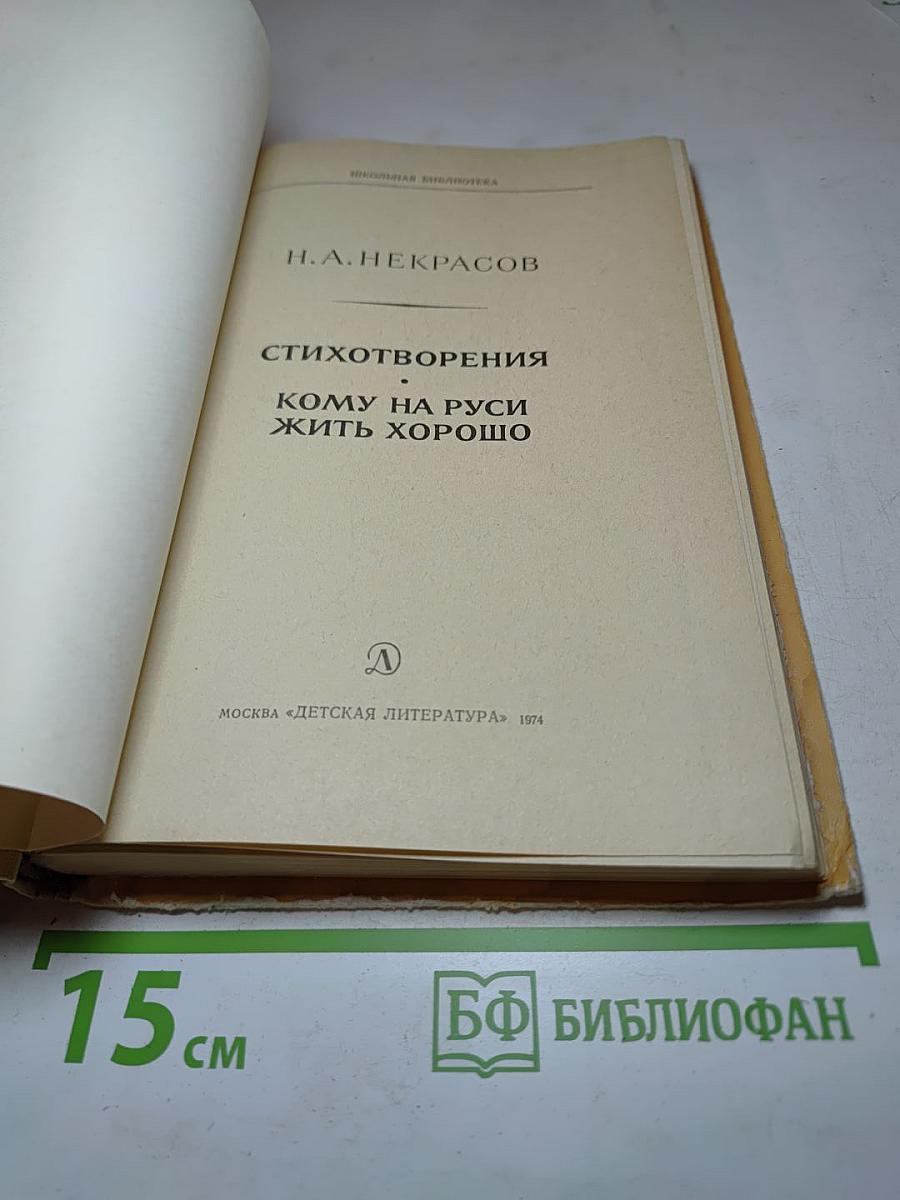 ШКОЛЬНАЯ БИБЛИОТЕКА
Н. А. НЕКРАСОВ
СТИХОТВОРЕНИЯ
•
КОМУ НА РУСИ
ЖИТЬ ХОРОШО
МОСКВА «ДЕТСКАЯ ЛИТЕРАТУРА» 1974
15 см
БФ БИБЛИОФАН